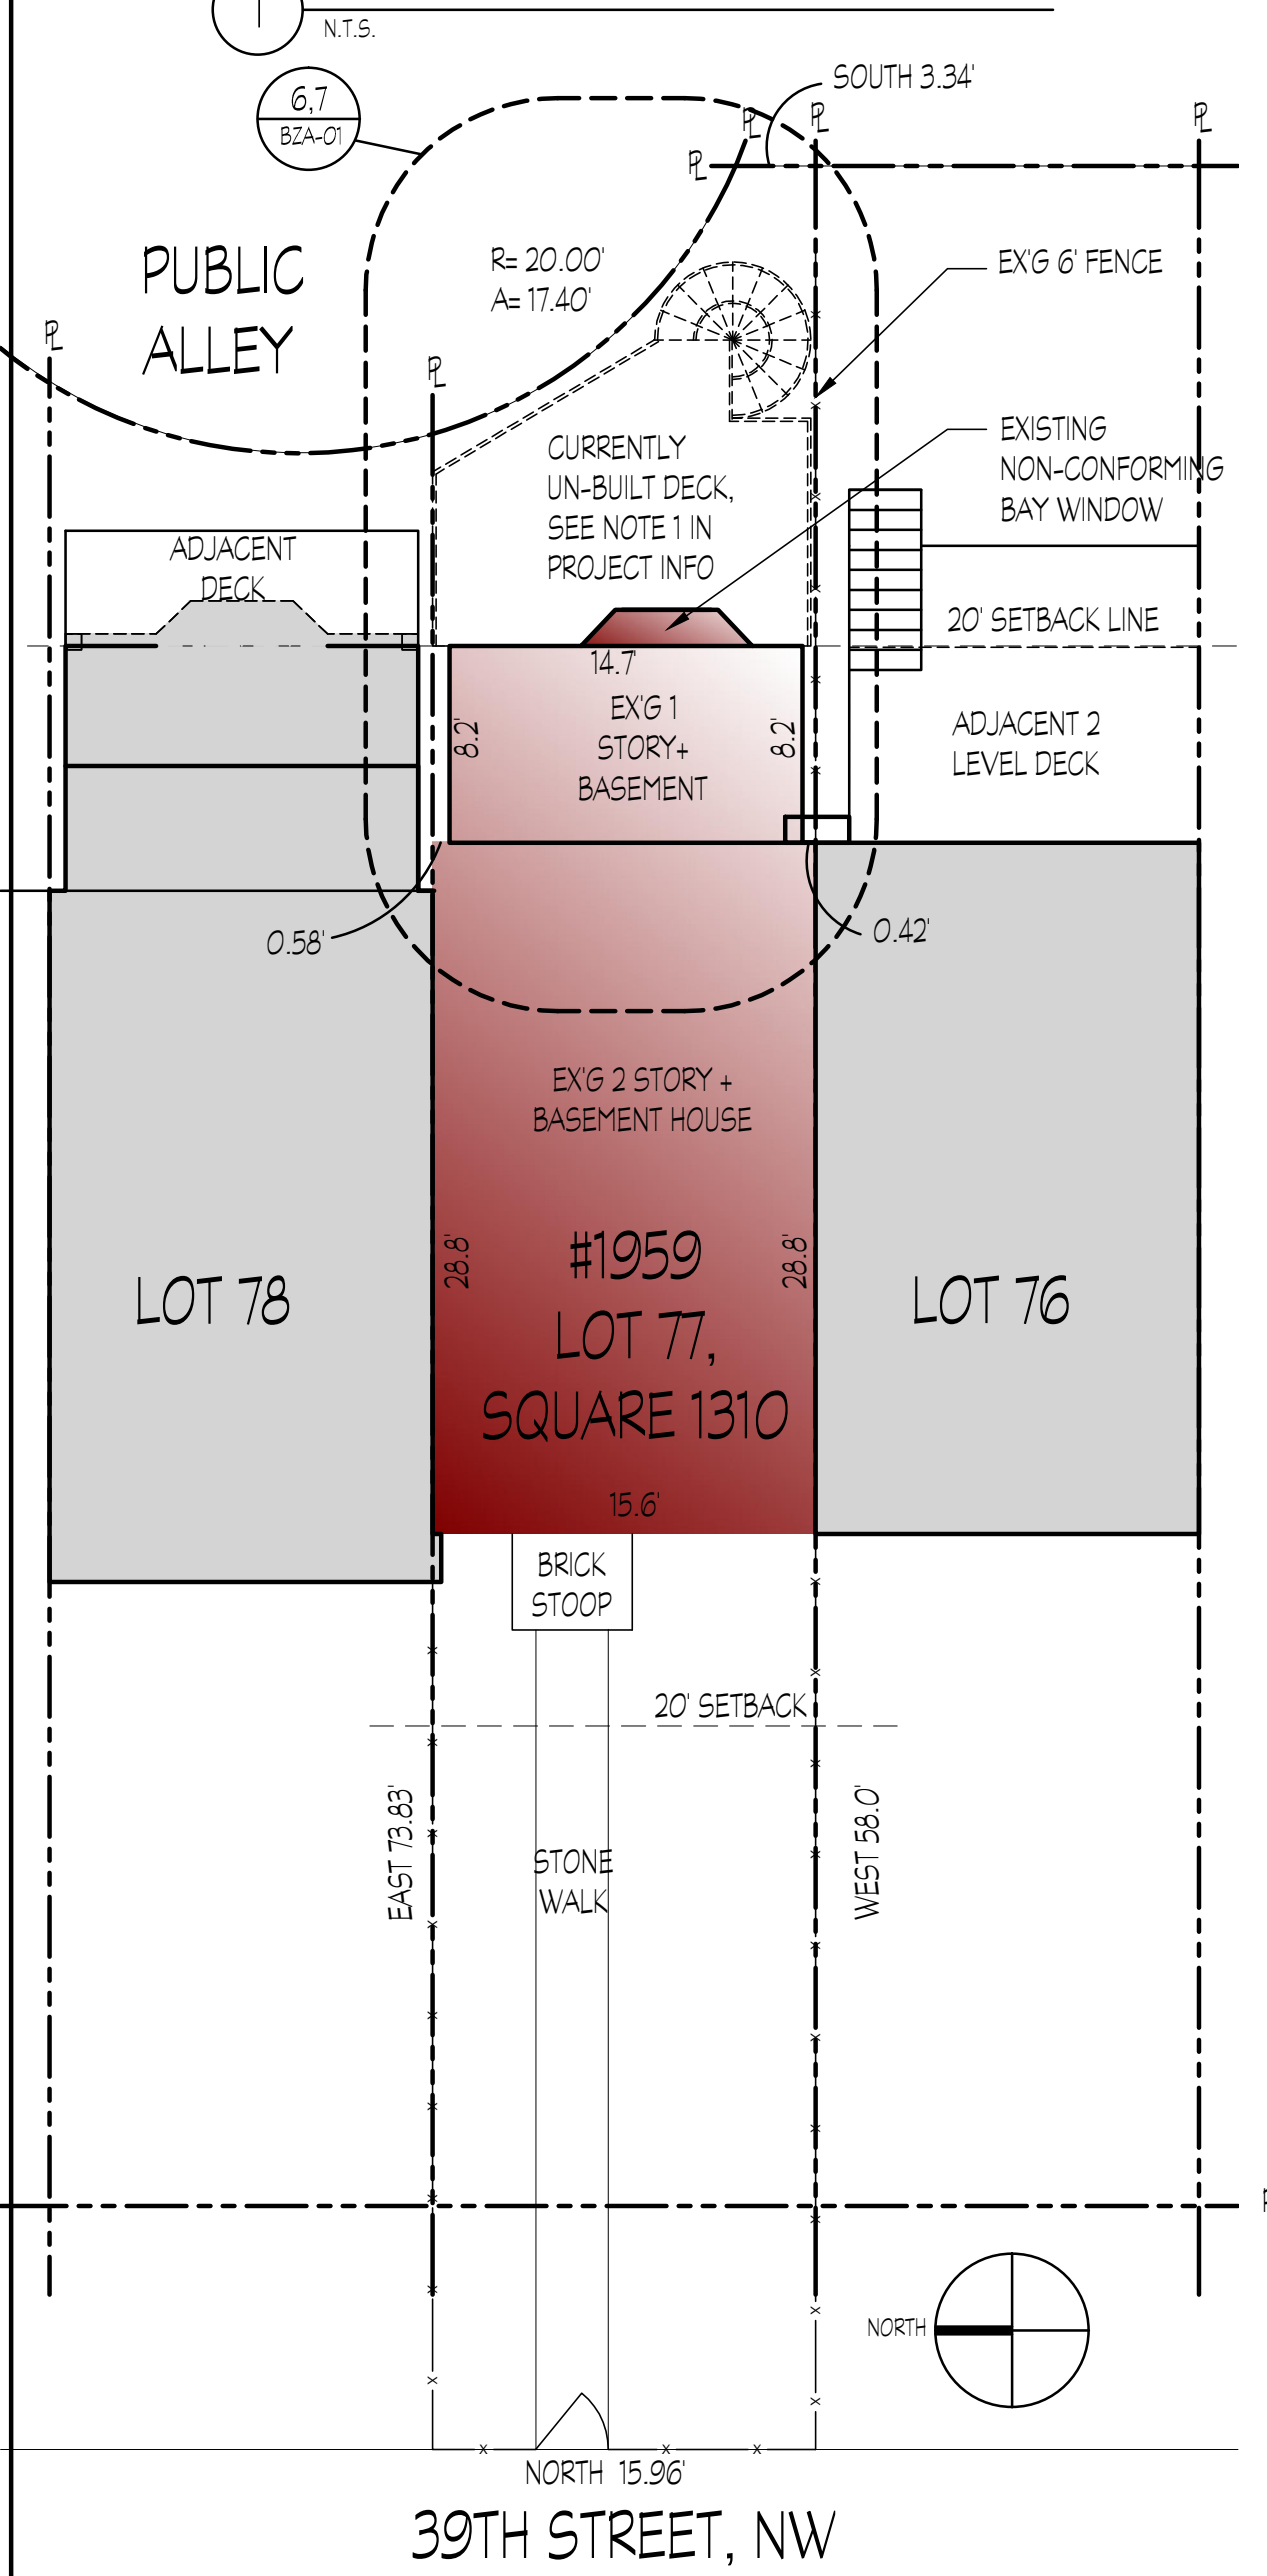 1
N.T.S.
SOUTH 3.34'
6,7
BZA-01
PL
PL
PL
PL
PUBLIC
ALLEY
R= 20.00'
A= 17.40'
EX'G 6' FENCE
PL
PL
CURRENTLY
UN-BUILT DECK,
SEE NOTE 1 IN
PROJECT INFO
EXISTING
NON-CONFORMING
BAY WINDOW
ADJACENT
DECK
20' SETBACK LINE
14.7'
8.2'
EX'G 1
STORY+
BASEMENT
8.2'
ADJACENT 2
LEVEL DECK
0.58'
0.42'
EX'G 2 STORY +
BASEMENT HOUSE
28.8'
28.8'
#1959
LOT 77,
SQUARE 1310
LOT 78
LOT 76
15.6'
BRICK
STOOP
20' SETBACK
EAST 73.83'
WEST 58.0'
STONE
WALK
NORTH
NORTH 15.96'
39TH STREET, NW